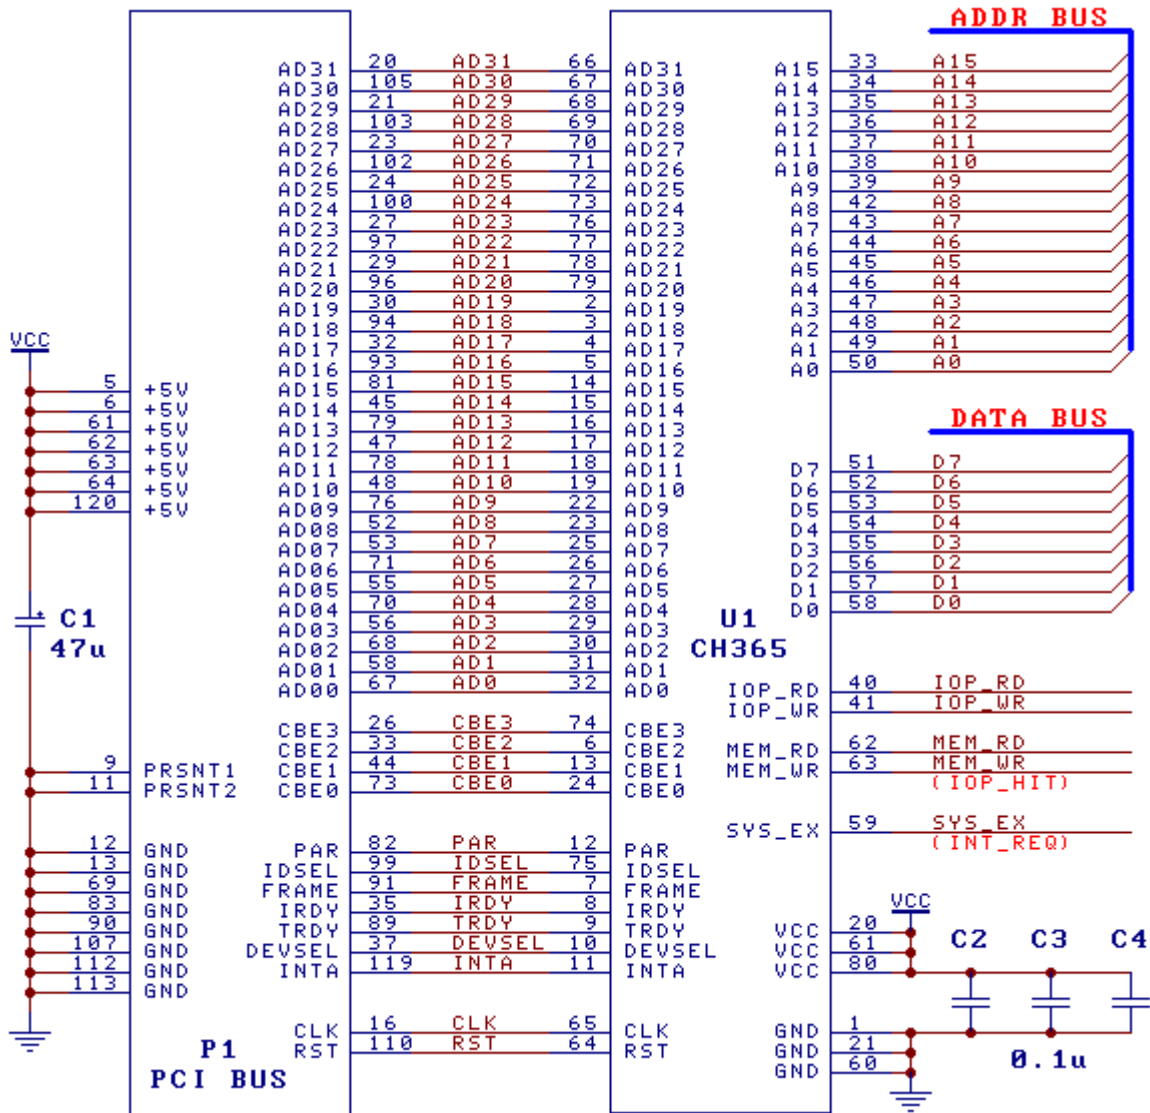 ADDR BUS
AD31 20 AD31 66 AD31 A15 33 A15
AD30 105 AD30 67 AD30 A14 34 A14
AD29 21 AD29 68 AD29 A13 35 A13
AD28 103 AD28 69 AD28 A12 36 A12
AD27 23 AD27 70 AD27 A11 37 A11
AD26 102 AD26 71 AD26 A10 38 A10
AD25 24 AD25 72 AD25 A9 39 A9
AD24 100 AD24 73 AD24 A8 42 A8
AD23 27 AD23 76 AD23 A7 43 A7
AD22 97 AD22 77 AD22 A6 44 A6
AD21 29 AD21 78 AD21 A5 45 A5
AD20 96 AD20 79 AD20 A4 46 A4
AD19 30 AD19 2 AD19 A3 47 A3
AD18 94 AD18 3 AD18 A2 48 A2
VCC AD17 32 AD17 4 AD17 A1 49 A1
AD16 93 AD16 5 AD16 A0 50 A0
5 +5V AD15 81 AD15 14 AD15
6 +5V AD14 45 AD14 15 AD14
61 +5V AD13 79 AD13 16 AD13 DATA BUS
62 +5V AD12 47 AD12 17 AD12
63 +5V AD11 78 AD11 18 AD11 D7 51 D7
64 +5V AD10 48 AD10 19 AD10 D6 52 D6
120 +5V AD09 76 AD9 22 AD9 D5 53 D5
AD08 52 AD8 23 AD8 D4 54 D4
AD07 53 AD7 25 AD7 D3 55 D3
AD06 71 AD6 26 AD6 D2 56 D2
AD05 55 AD5 27 AD5 D1 57 D1
AD04 70 AD4 28 AD4 D0 58 D0
C1 AD03 56 AD3 29 AD3 U1
47u AD02 68 AD2 30 AD2 CH365
AD01 58 AD1 31 AD1
AD00 67 AD0 32 AD0 IOP_RD 40 IOP_RD
IOP_WR 41 IOP_WR
CBE3 26 CBE3 74 CBE3
CBE2 33 CBE2 6 CBE2 MEM_RD 62 MEM_RD
9 PRSNT1 CBE1 44 CBE1 13 CBE1 MEM_WR 63 MEM_WR
11 PRSNT2 CBE0 73 CBE0 24 CBE0 (IOP_HIT)
SYS_EX 59 SYS_EX
12 GND PAR 82 PAR 12 PAR (INT_REQ)
13 GND IDSEL 99 IDSEL 75 IDSEL
69 GND FRAME 91 FRAME 7 FRAME
83 GND IRDY 35 IRDY 8 IRDY VCC
90 GND TRDY 89 TRDY 9 TRDY VCC 20
107 GND DEVSEL 37 DEVSEL 10 DEVSEL VCC 61 C2 C3 C4
112 GND INTA 119 INTA 11 INTA VCC 80
113 GND
CLK 16 CLK 65 CLK GND 1
P1 RST 110 RST 64 RST GND 21 0.1u
PCI BUS GND 60